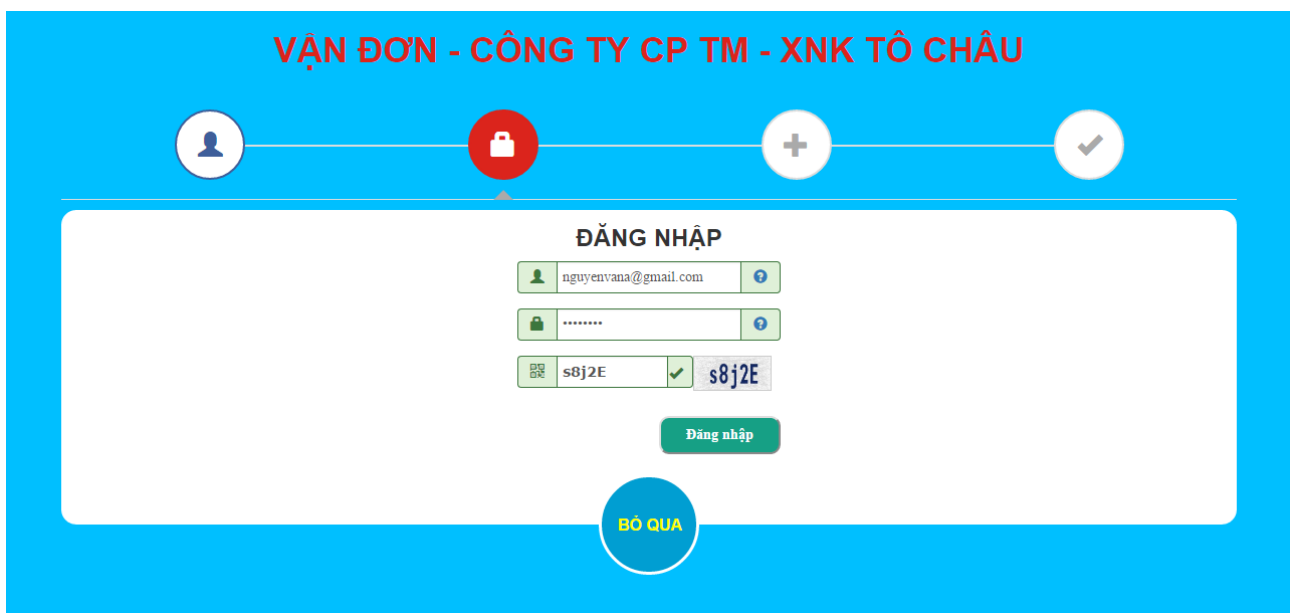 VẬN ĐƠN - CÔNG TY CP TM - XNK TÔ CHÂU
ĐĂNG NHẬP
nguyenvana@gmail.com
••••••••
s8j2E
s8j2E
Đăng nhập
BỎ QUA